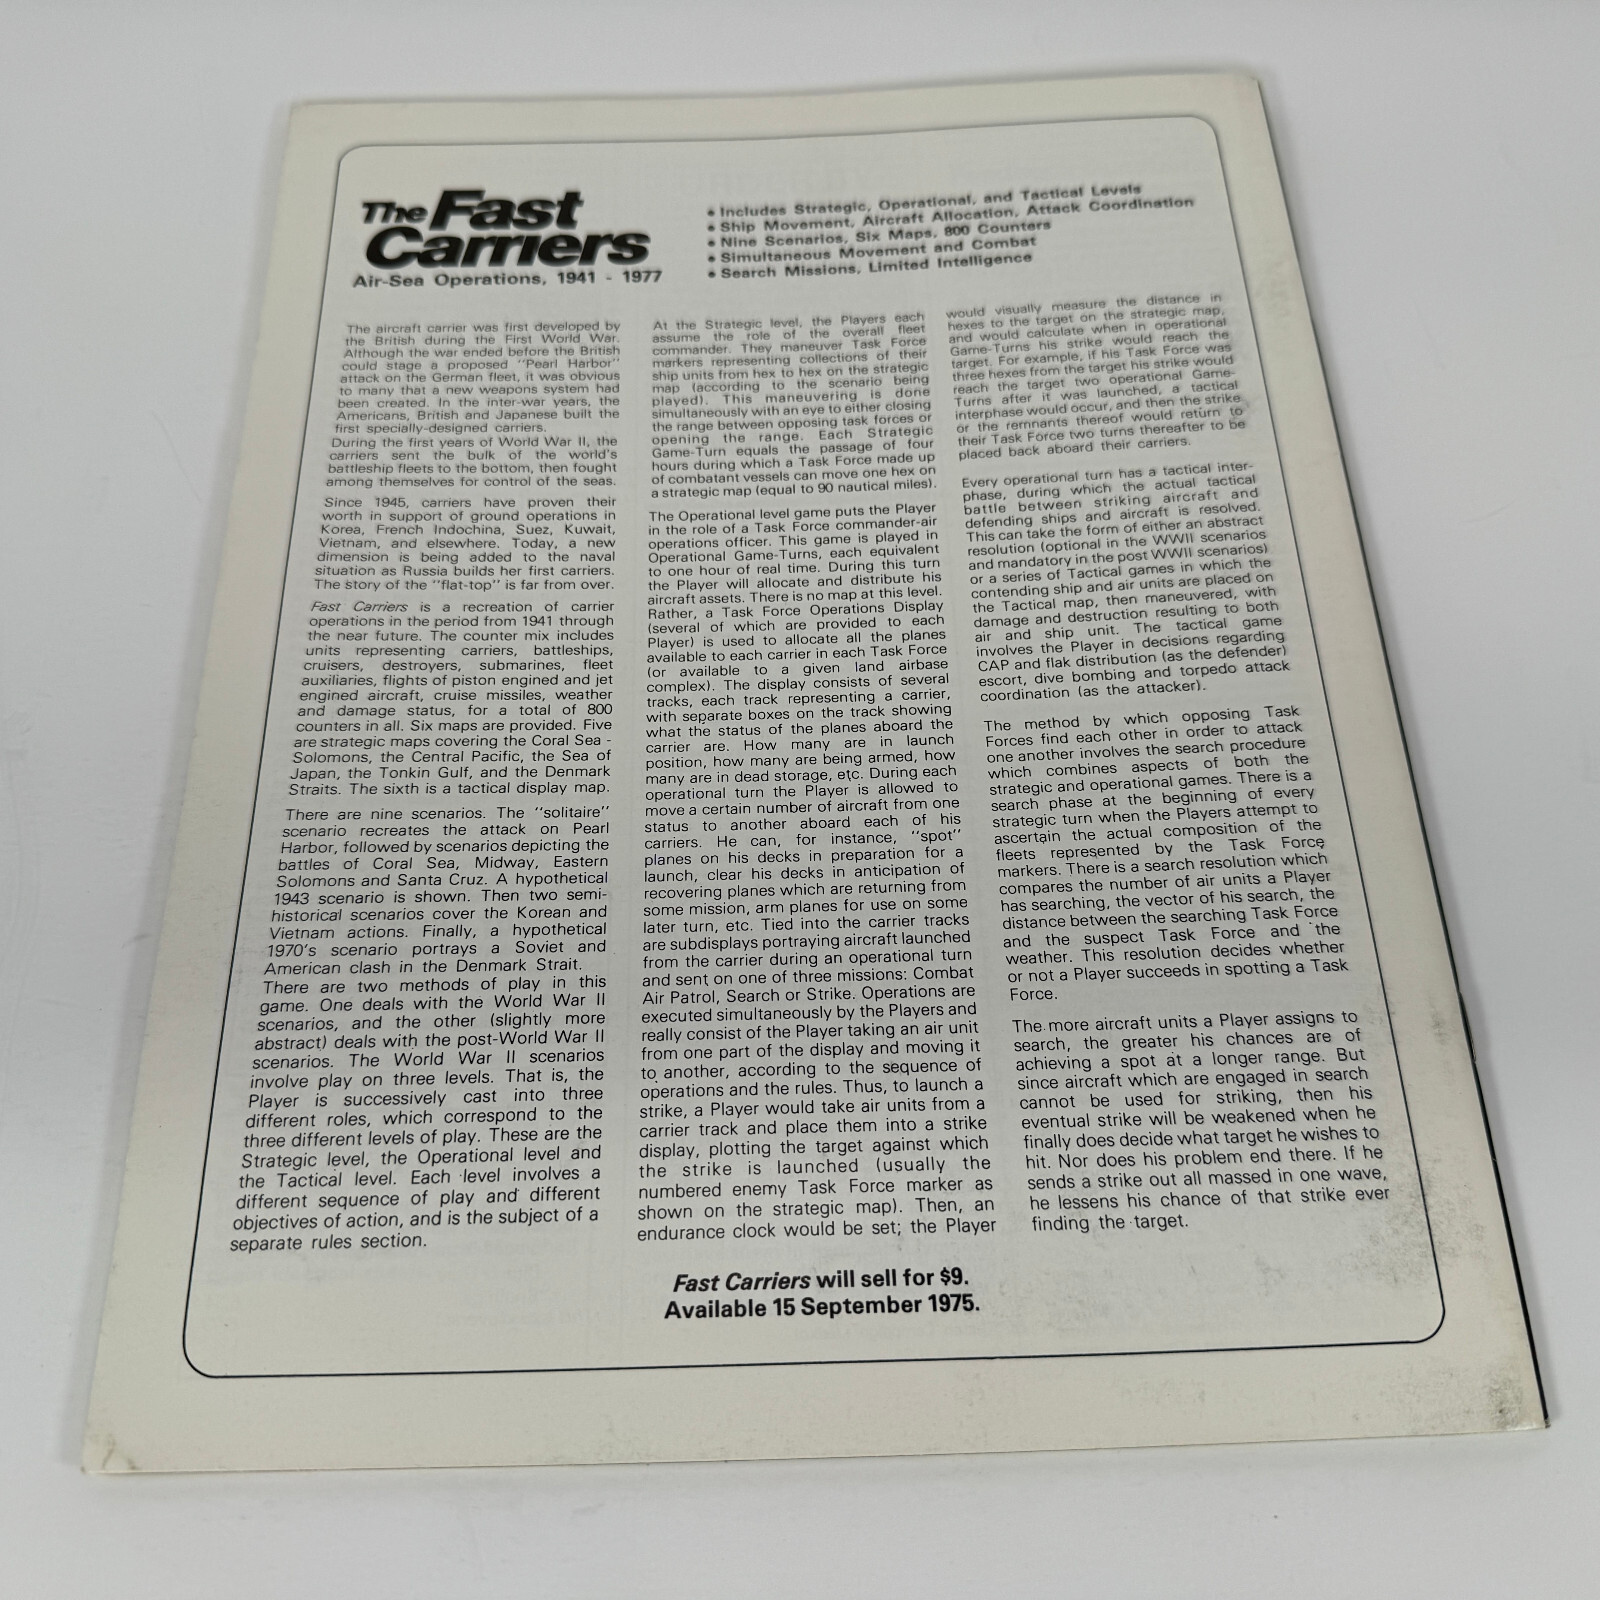 The Fast
Carriers
Air-Sea Operations, 1941 - 1977
• Includes Strategic, Operational, and Tactical Levels
• Ship Movement, Aircraft Allocation, Attack Coordination
• Nine Scenarios, Six Maps, 800 Counters
• Simultaneous Movement and Combat
• Search Missions, Limited Intelligence
The aircraft carrier was first developed by
the British during the First World War.
Although the war ended before the British
could stage a proposed "Pearl Harbor"
attack on the German fleet, it was obvious
to many that a new weapons system had
been created. In the inter-war years, the
Americans, British and Japanese built the
first specially-designed carriers.
During the first years of World War II, the
carriers sent the bulk of the world's
battleship fleets to the bottom, then fought
among themselves for control of the seas.
Since 1945, carriers have proven their
worth in support of ground operations in
Korea, French Indochina, Suez, Kuwait,
Vietnam, and elsewhere. Today, a new
dimension is being added to the naval
situation as Russia builds her first carriers.
The story of the "flat-top" is far from over.
Fast Carriers is a recreation of carrier
operations in the period from 1941 through
the near future. The counter mix includes
units representing carriers, battleships,
cruisers, destroyers, submarines, fleet
auxiliaries, flights of piston engined and jet
engined aircraft, cruise missiles, weather
and damage status, for a total of 800
counters in all. Six maps are provided. Five
are strategic maps covering the Coral Sea -
Solomons, the Central Pacific, the Sea of
Japan, the Tonkin Gulf, and the Denmark
Straits. The sixth is a tactical display map.
There are nine scenarios. The "solitaire"
scenario recreates the attack on Pearl
Harbor, followed by scenarios depicting the
battles of Coral Sea, Midway, Eastern
Solomons and Santa Cruz. A hypothetical
1943 scenario is shown. Then two semi-
historical scenarios cover the Korean and
Vietnam actions. Finally, a hypothetical
1970's scenario portrays a Soviet and
American clash in the Denmark Strait.
There are two methods of play in this
game. One deals with the World War II
scenarios, and the other (slightly more
abstract) deals with the post-World War II
scenarios. The World War II scenarios
involve play on three levels. That is, the
Player is successively cast into three
different roles, which correspond to the
three different levels of play. These are the
Strategic level, the Operational level and
the Tactical level. Each level involves a
different sequence of play and different
objectives of action, and is the subject of a
separate rules section.
At the Strategic level, the Players each
assume the role of the overall fleet
commander. They maneuver Task Force
markers representing collections of their
ship units from hex to hex on the strategic
map (according to the scenario being
played). This maneuvering is done
simultaneously with an eye to either closing
the range between opposing task forces or
opening the range. Each Strategic
Game-Turn equals the passage of four
hours during which a Task Force made up
of combatant vessels can move one hex on
a strategic map (equal to 90 nautical miles).
The Operational level game puts the Player
in the role of a Task Force commander-air
operations officer. This game is played in
Operational Game-Turns, each equivalent
to one hour of real time. During this turn
the Player will allocate and distribute his
aircraft assets. There is no map at this level.
Rather, a Task Force Operations Display
(several of which are provided to each
Player) is used to allocate all the planes
available to each carrier in each Task Force
(or available to a given land airbase
complex). The display consists of several
tracks, each track representing a carrier,
with separate boxes on the track showing
what the status of the planes aboard the
carrier are. How many are in launch
position, how many are being armed, how
many are in dead storage, etc. During each
operational turn the Player is allowed to
move a certain number of aircraft from one
status to another aboard each of his
carriers. He can, for instance, "spot"
planes on his decks in preparation for a
launch, clear his decks in anticipation of
recovering planes which are returning from
some mission, arm planes for use on some
later turn, etc. Tied into the carrier tracks
are subdisplays portraying aircraft launched
from the carrier during an operational turn
and sent on one of three missions: Combat
Air Patrol, Search or Strike. Operations are
executed simultaneously by the Players and
really consist of the Player taking an air unit
from one part of the display and moving it
to another, according to the sequence of
operations and the rules. Thus, to launch a
strike, a Player would take air units from a
carrier track and place them into a strike
display, plotting the target against which
the strike is launched (usually the
numbered enemy Task Force marker as
shown on the strategic map). Then, an
endurance clock would be set; the Player
would visually measure the distance in
hexes to the target on the strategic map,
and would calculate when in operational
Game-Turns his strike would reach the
target. For example, if his Task Force was
three hexes from the target his strike would
reach the target two operational Game-
Turns after it was launched, a tactical
interphase would occur, and then the strike
or the remnants thereof would return to
their Task Force two turns thereafter to be
placed back aboard their carriers.
Every operational turn has a tactical inter-
phase, during which the actual tactical
battle between striking aircraft and
defending ships and aircraft is resolved.
This can take the form of either an abstract
resolution (optional in the WWII scenarios
and mandatory in the post WWII scenarios)
or a series of Tactical games in which the
contending ship and air units are placed on
the Tactical map, then maneuvered, with
damage and destruction resulting to both
air and ship unit. The tactical game
involves the Player in decisions regarding
CAP and flak distribution (as the defender)
escort, dive bombing and torpedo attack
coordination (as the attacker).
The method by which opposing Task
Forces find each other in order to attack
one another involves the search procedure
which combines aspects of both the
strategic and operational games. There is a
search phase at the beginning of every
strategic turn when the Players attempt to
ascertain the actual composition of the
fleets represented by the Task Force
markers. There is a search resolution which
compares the number of air units a Player
has searching, the vector of his search, the
distance between the searching Task Force
and the suspect Task Force and the
weather. This resolution decides whether
or not a Player succeeds in spotting a Task
Force.
The more aircraft units a Player assigns to
search, the greater his chances are of
achieving a spot at a longer range. But
since aircraft which are engaged in search
cannot be used for striking, then his
eventual strike will be weakened when he
finally does decide what target he wishes to
hit. Nor does his problem end there. If he
sends a strike out all massed in one wave,
he lessens his chance of that strike ever
finding the target.
Fast Carriers will sell for $9.
Available 15 September 1975.